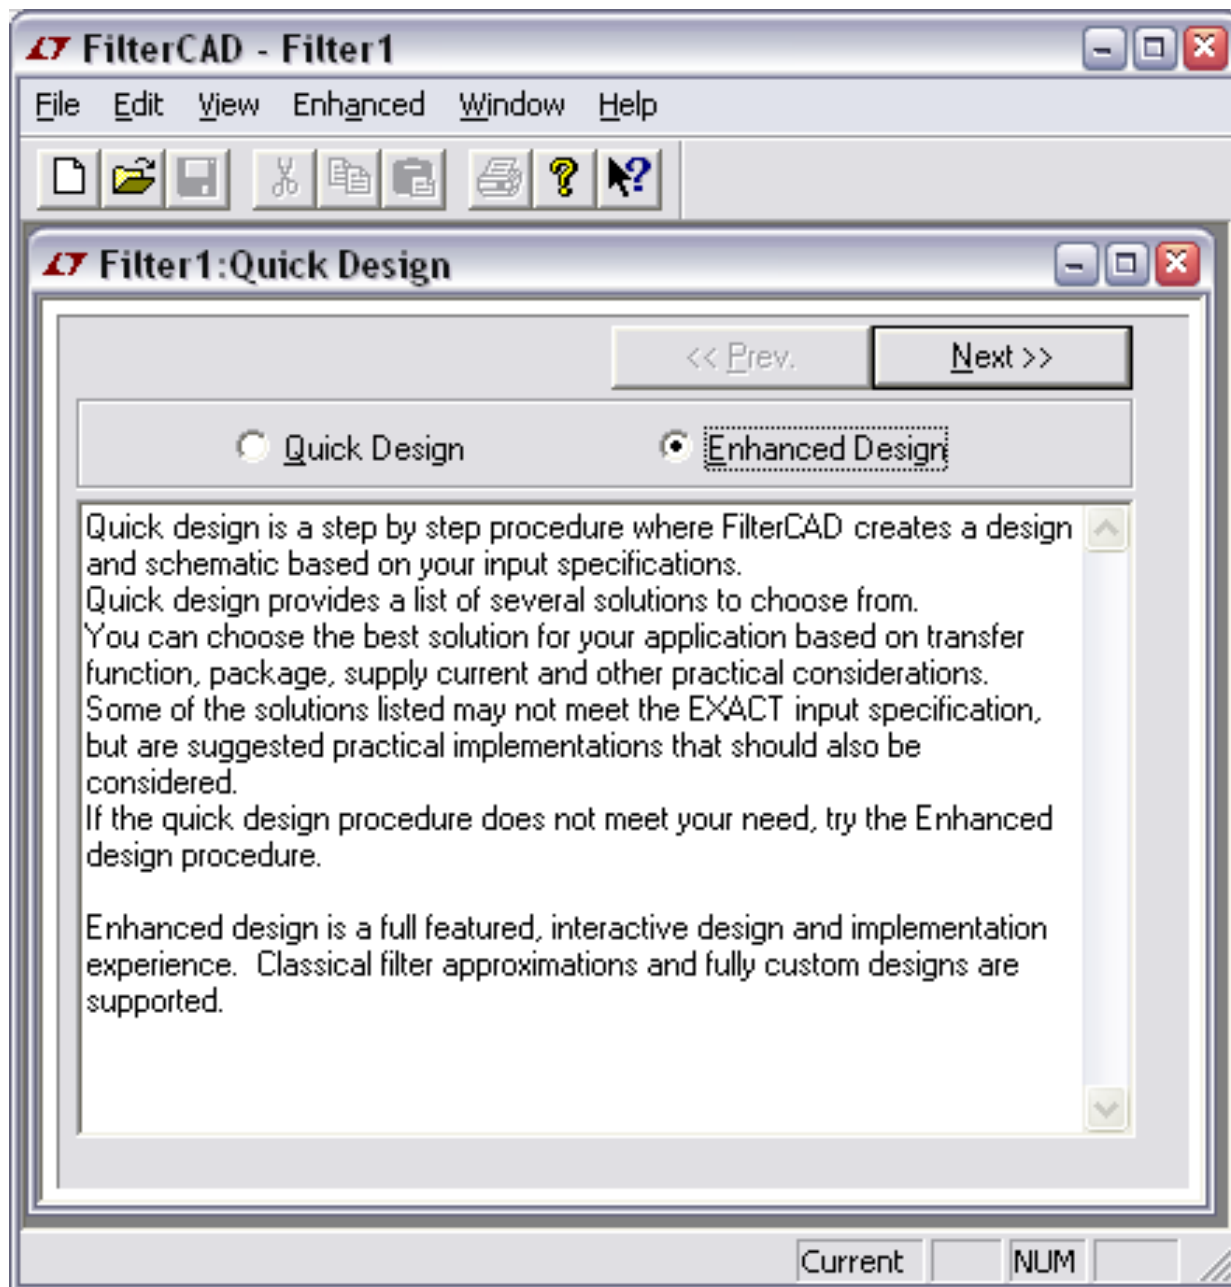 FilterCAD - Filter1
File Edit View Enhanced Window Help
Filter1:Quick Design
<< Prev. Next >>
Quick Design Enhanced Design
Quick design is a step by step procedure where FilterCAD creates a design
and schematic based on your input specifications.
Quick design provides a list of several solutions to choose from.
You can choose the best solution for your application based on transfer
function, package, supply current and other practical considerations.
Some of the solutions listed may not meet the EXACT input specification,
but are suggested practical implementations that should also be
considered.
If the quick design procedure does not meet your need, try the Enhanced
design procedure.
Enhanced design is a full featured, interactive design and implementation
experience.  Classical filter approximations and fully custom designs are
supported.
Current NUM